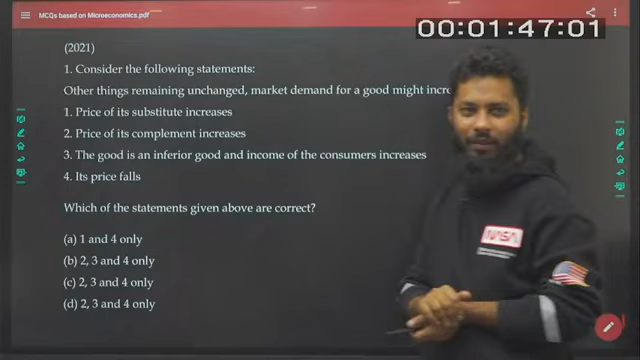 MCQs based on Microeconomics.pdf
00:01:47:01
(2021)
1. Consider the following statements:
Other things remaining unchanged, market demand for a good might
1. Price of its substitute increases
2. Price of its complement increases
3. The good is an inferior good and income of the consumers increases
4. Its price falls
Which of the statements given above are correct?
(a) 1 and 4 only
(b) 2, 3 and 4 only
(c) 2, 3 and 4 only
(d) 2, 3 and 4 only
NASA